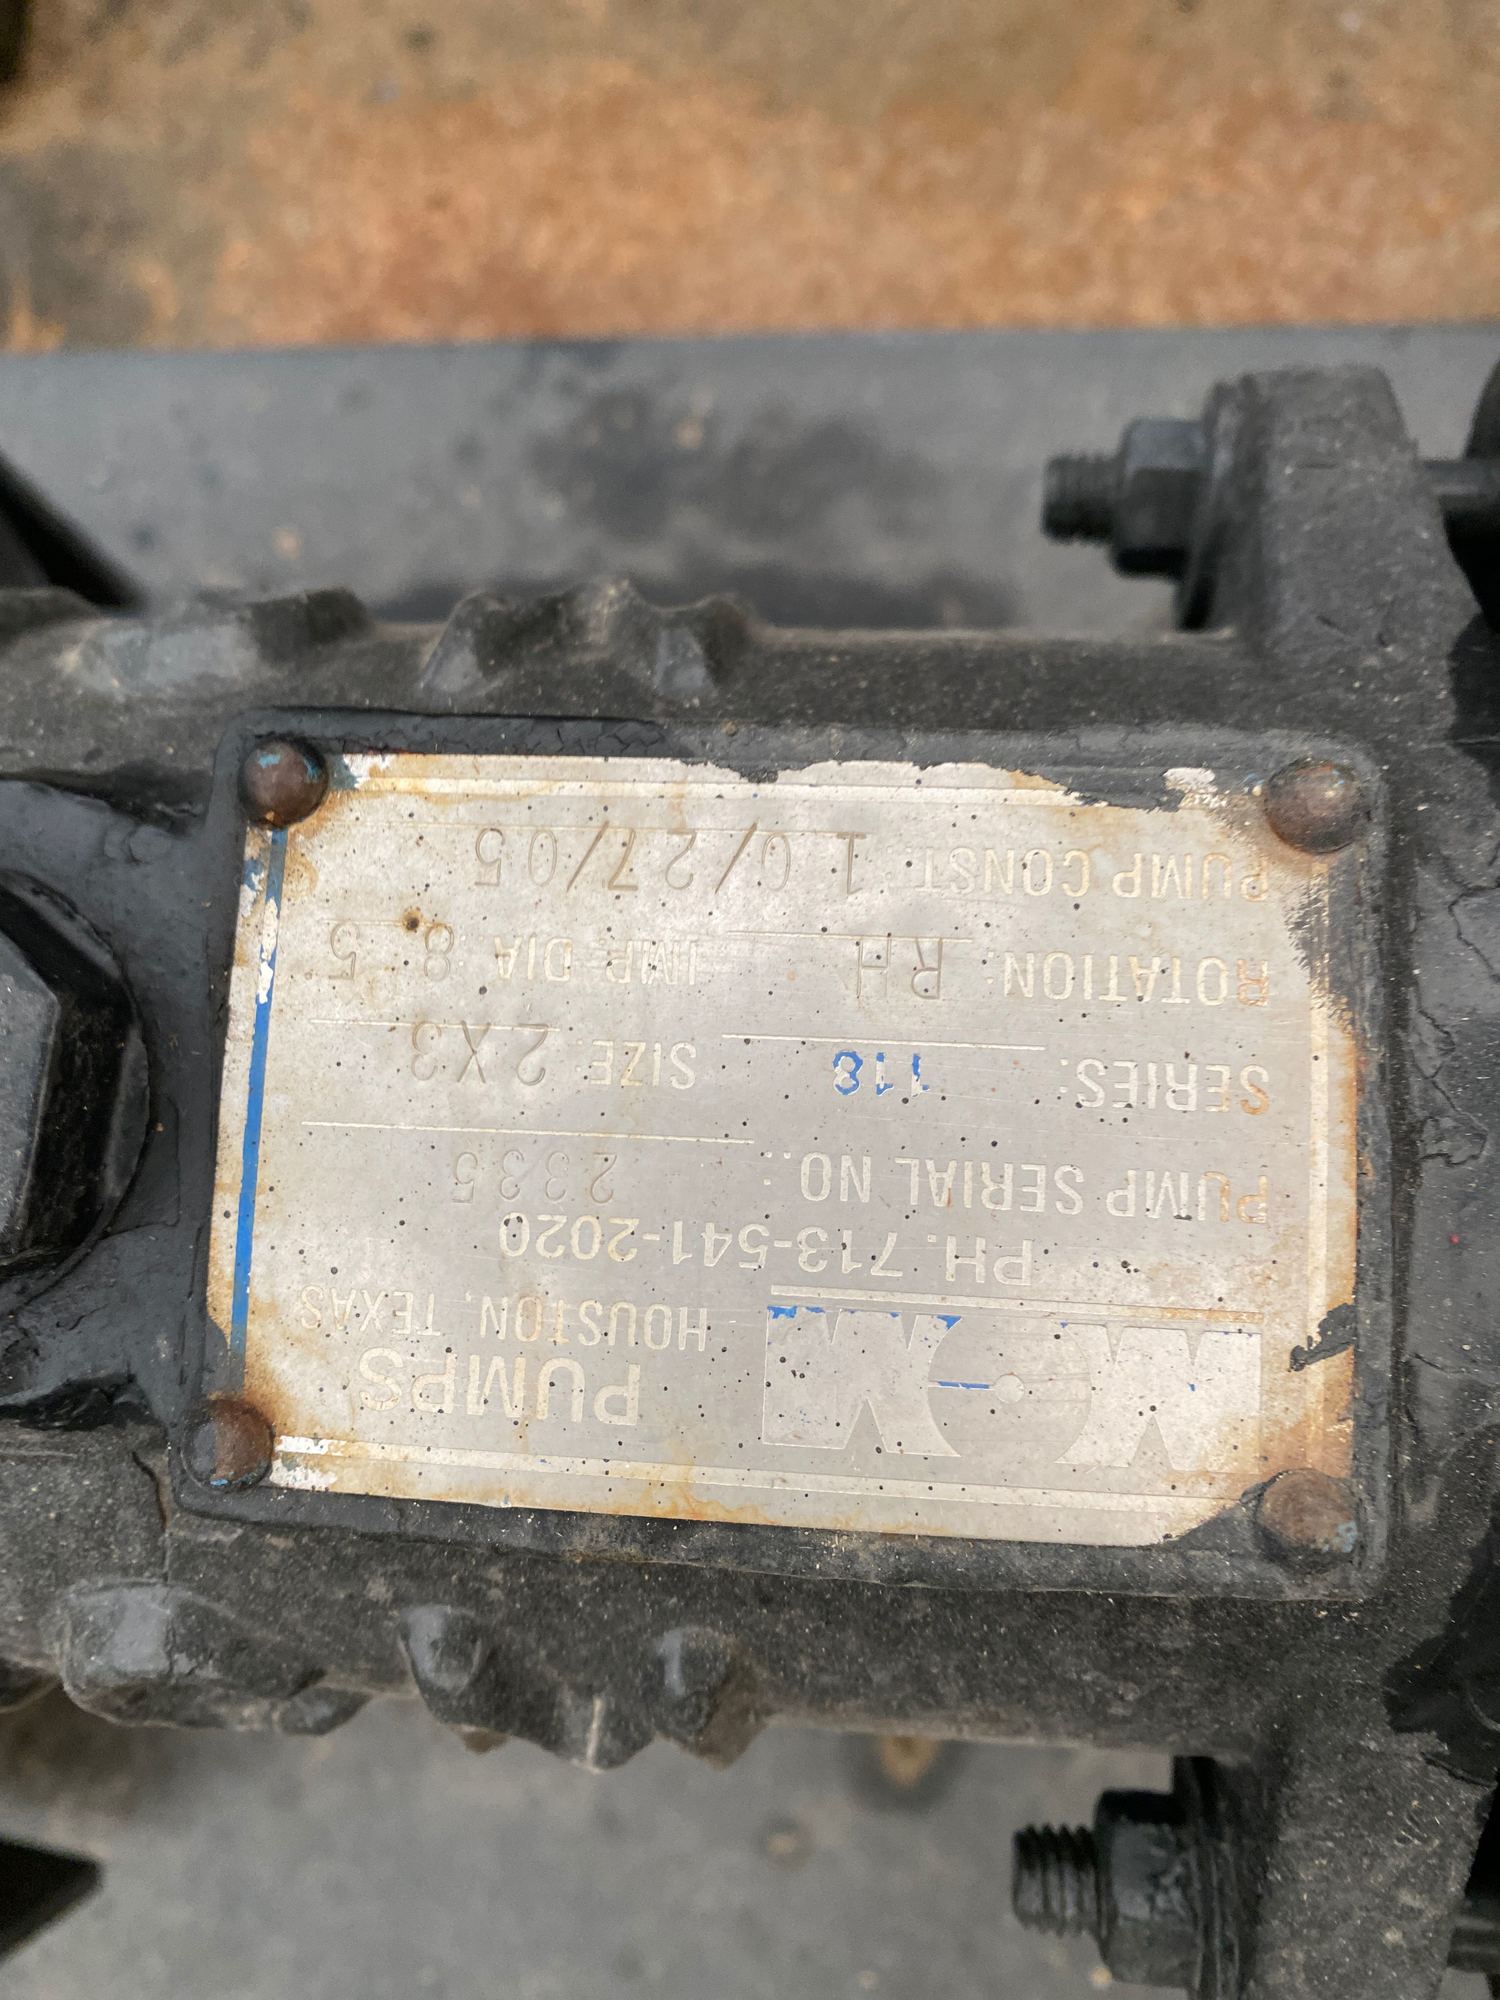 PUMPS
HOUSTON, TEXAS
PH. 713-541-2020
PUMP SERIAL NO.: 2335
SERIES: 118 SIZE: 2X3
ROTATION: RH IMP. DIA. 8.5
PUMP CONST.: 10/27/05